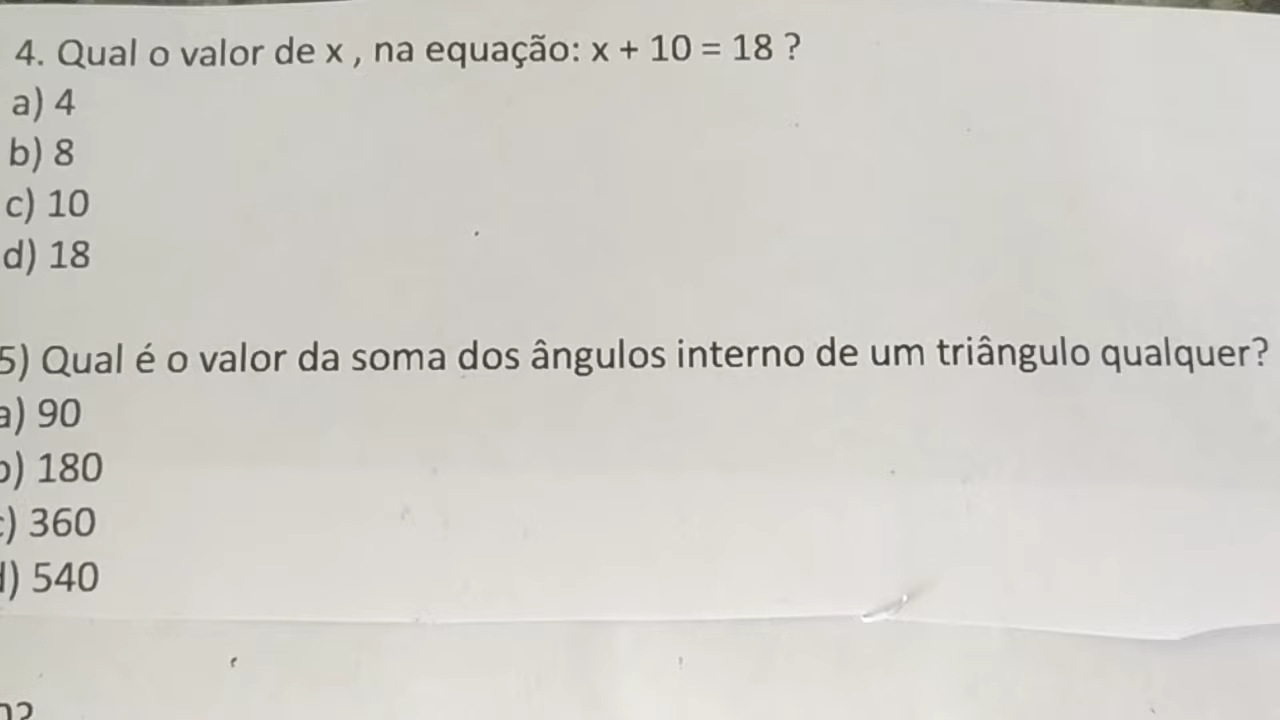 4. Qual o valor de x , na equação: x + 10 = 18 ?
a) 4
b) 8
c) 10
d) 18
5) Qual é o valor da soma dos ângulos interno de um triângulo qualquer?
a) 90
b) 180
c) 360
d) 540